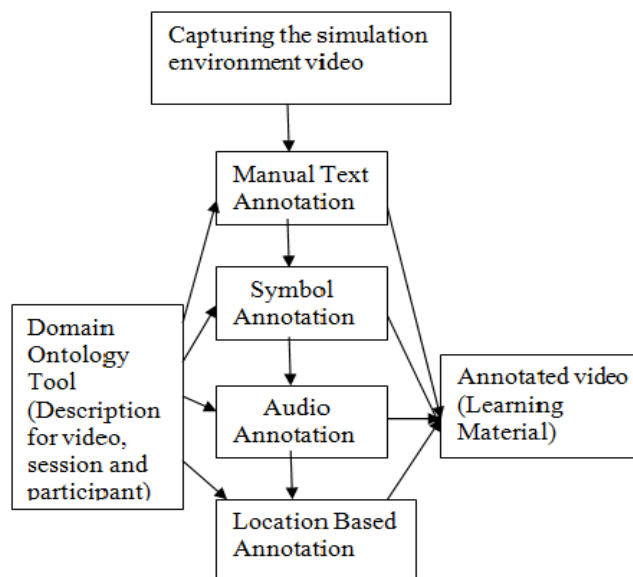 Capturing the simulation
environment video
Manual Text
Annotation
Symbol
Annotation
Domain
Ontology
Tool
(Description
for video,
session and
participant)
Audio
Annotation
Annotated video
(Learning
Material)
Location Based
Annotation